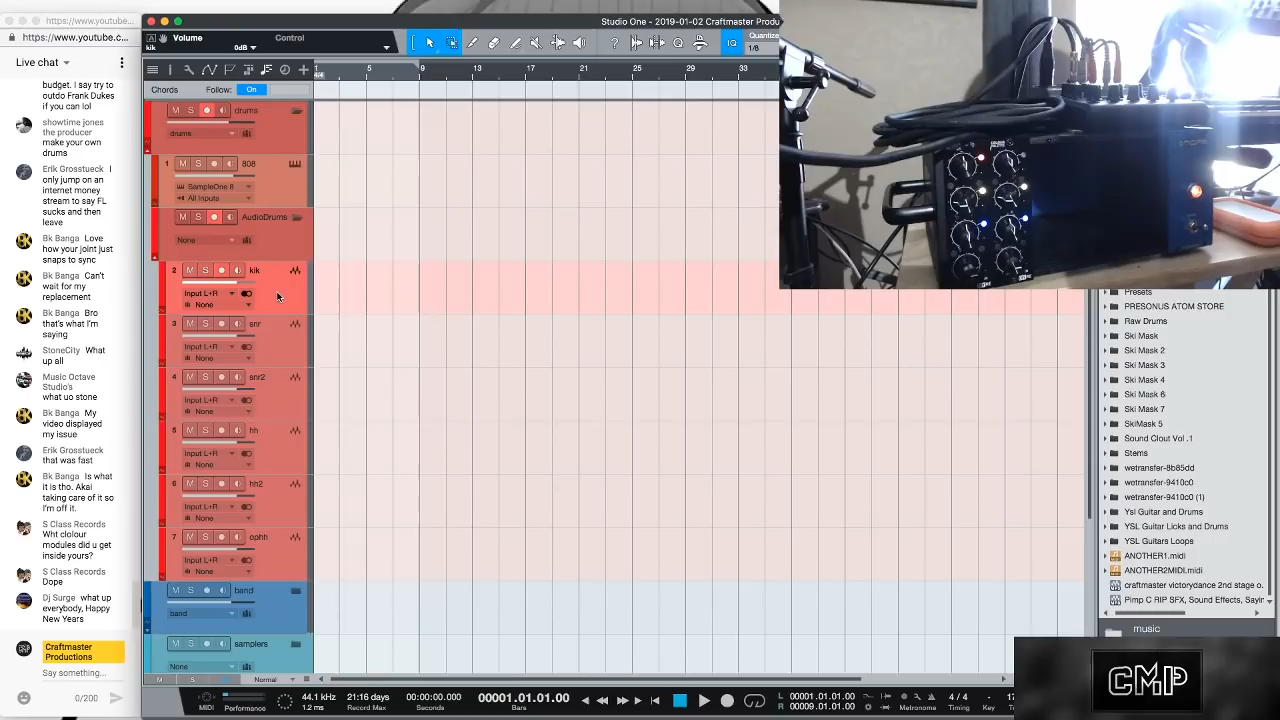 https://www.youtube...
https://www.youtube.c...
Live chat
budget. I say try to
outdo Frank Dukes
if you can lol
showtime jones
the producer
make your own
drums
Erik Grosttueck I
only jump on an
internet money
stream to say FL
sucks and then
leave
Bk Banga Love
how your joint just
snaps to sync
Bk Banga Can't
wait for my
replacement
Bk Banga Bro
that's what I'm
saying
StoneCity What
up all
Music Octave
Studio's
what uo stone
Bk Banga My
video displayed
my issue
Erik Grosstueck
that was fast
Bk Banga Is what
it is tho. Akai
taking care of it so
I'm off it.
S Class Records
Wht clolour
modules did u get
inside yours?
S Class Records
Dope
Dj Surge what up
everybody, Happy
New Years
Craftmaster
Productions
Say something...
0/200
Studio One - 2019-01-02 Craftmaster Produ
Volume
Control
kik
0dB
IQ
Quantize
1/8
1
4/4
5
9
13
17
21
25
29
33
Chords
Follow:
On
M S drums
drums
1 M S 808
SampleOne 8
All Inputs
M S AudioDrums
None
2 M S kik
Input L+R
None
3 M S snr
Input L+R
None
4 M S snr2
Input L+R
None
5 M S hh
Input L+R
None
6 M S hh2
Input L+R
None
7 M S ophh
Input L+R
None
M S band
band
M S samplers
None
M S Normal
MIDI
Performance
44.1 kHz
1.2 ms
21:16 days
Record Max
00:00:00.000
Seconds
00001.01.01.00
Bars
L 00001.01.01.00
R 00009.01.01.00
Metronome
4 / 4
Timing
Key
Presets
PRESONUS ATOM STORE
Raw Drums
Ski Mask
Ski Mask 2
Ski Mask 3
Ski Mask 4
Ski Mask 6
Ski Mask 7
SkiMask 5
Sound Clout Vol .1
Stems
wetransfer-8b85dd
wetransfer-9410c0
wetransfer-9410c0 (1)
Ysl Guitar and Drums
YSL Guitar Licks and Drums
YSL Guitars Loops
ANOTHER1.midi
ANOTHER2MIDI.midi
craftmaster victorydance 2nd stage o.
Pimp C RIP SFX, Sound Effects, Sayin
music
CMP